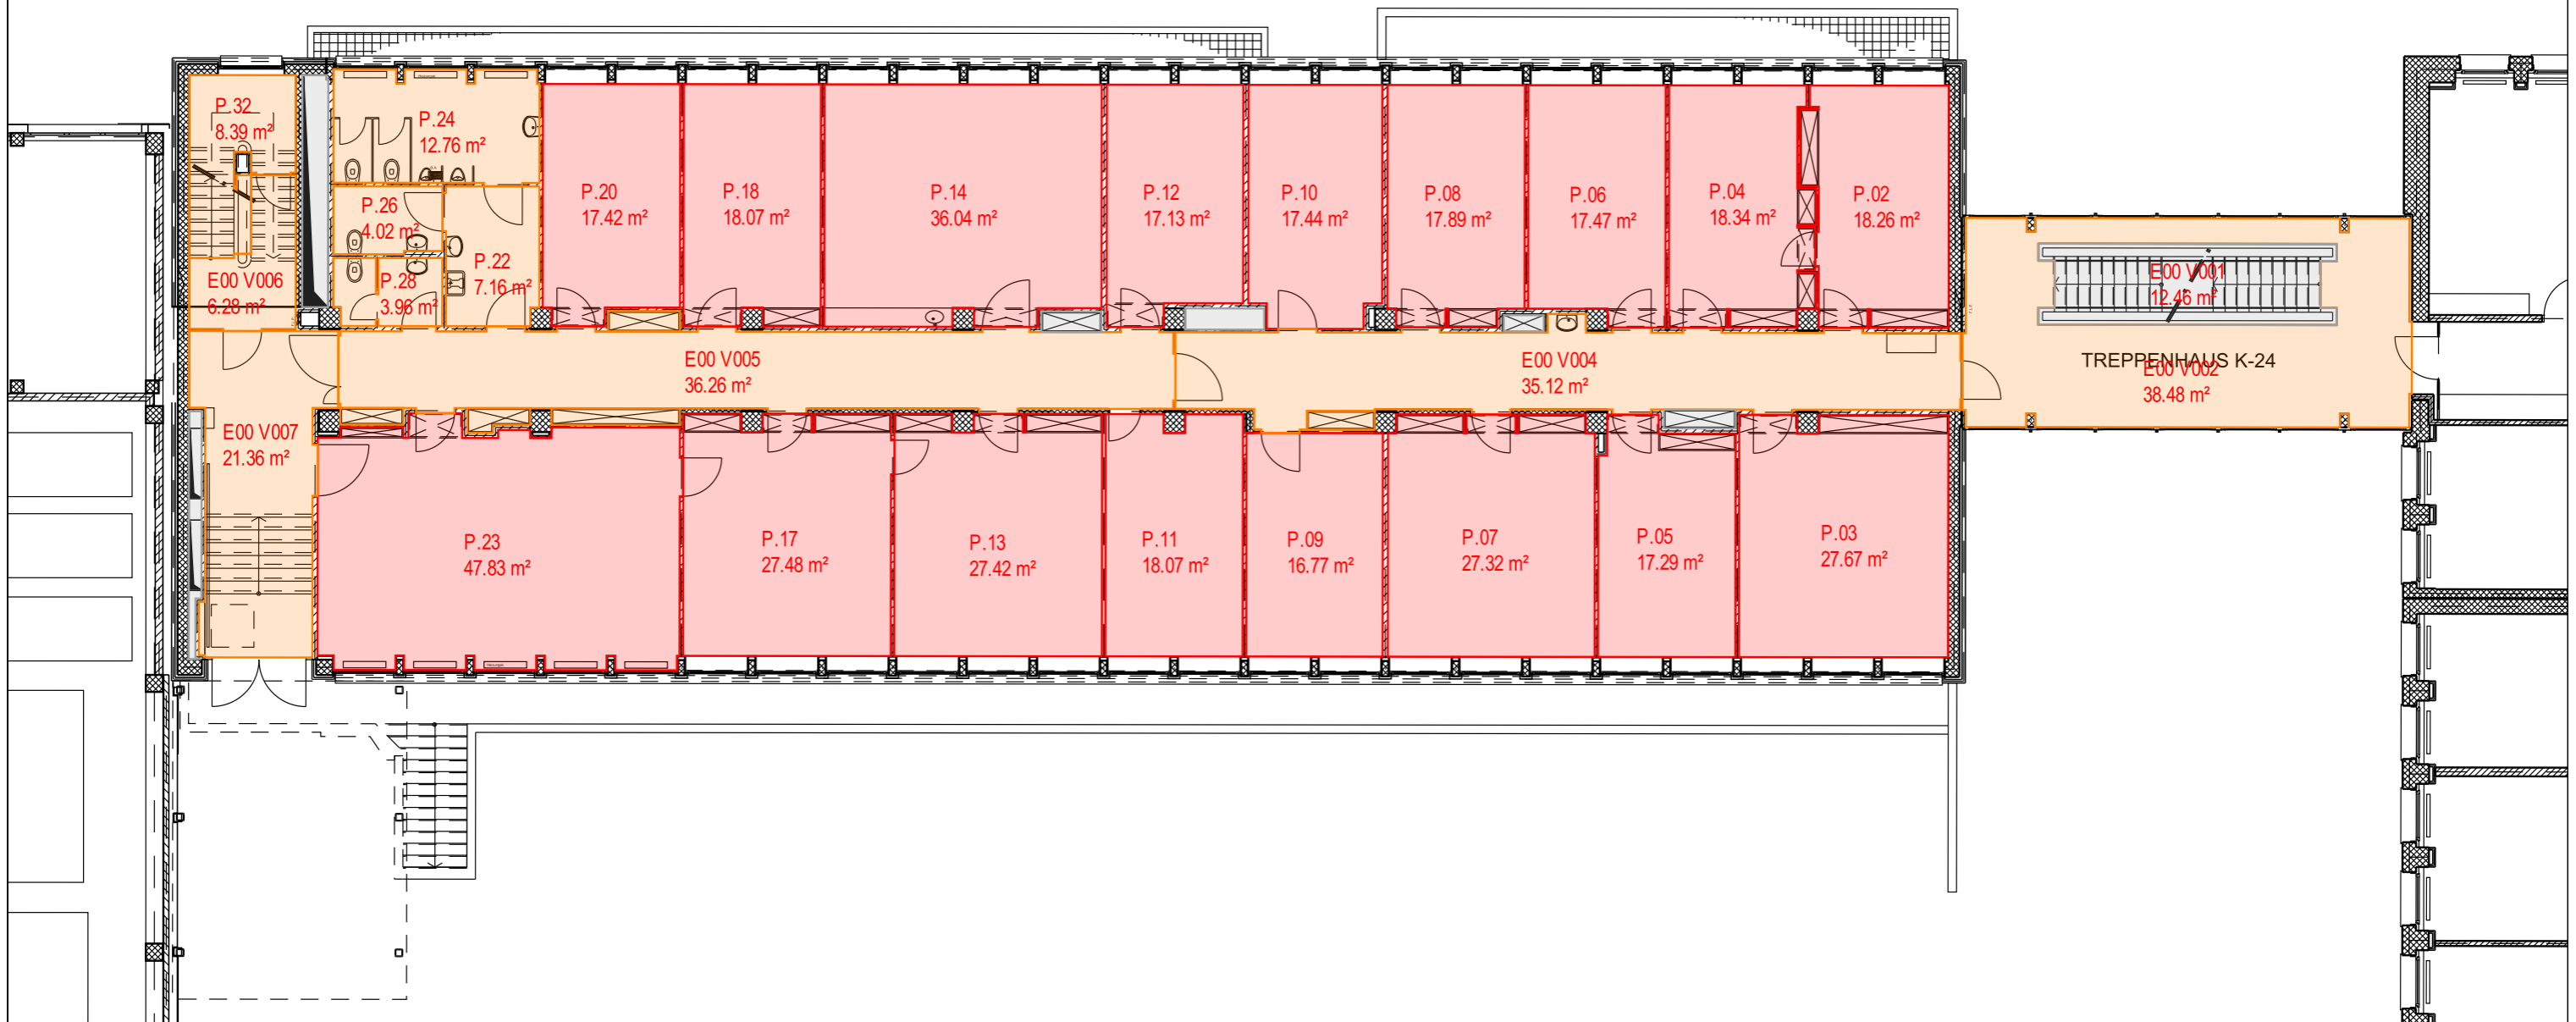 P.32
8.39 m²
P.24
12.76 m²
P.26
4.02 m²
P.28
3.96 m²
P.22
7.16 m²
P.20
17.42 m²
P.18
18.07 m²
P.14
36.04 m²
P.12
17.13 m²
P.10
17.44 m²
P.08
17.89 m²
P.06
17.47 m²
P.04
18.34 m²
P.02
18.26 m²
E00 V006
6.28 m²
E00 V001
12.46 m²
E00 V005
36.26 m²
E00 V004
35.12 m²
TREPPENHAUS K-24
E00 V002
38.48 m²
E00 V007
21.36 m²
P.23
47.83 m²
P.17
27.48 m²
P.13
27.42 m²
P.11
18.07 m²
P.09
16.77 m²
P.07
27.32 m²
P.05
17.29 m²
P.03
27.67 m²